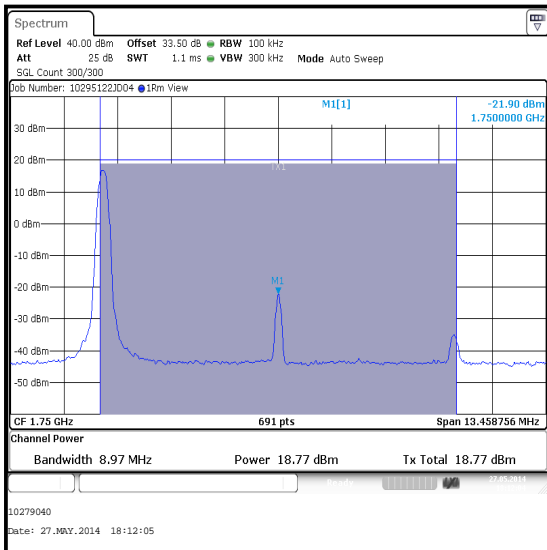 Spectrum
Ref Level 40.00 dBm Offset 33.50 dB RBW 100 kHz
Att 25 dB SWT 1.1 ms VBW 300 kHz Mode Auto Sweep
SGL Count 300/300
Job Number: 10295122JD04 1Rm View
M1[1] -21.90 dBm
1.7500000 GHz
30 dBm
20 dBm
TX1
10 dBm
0 dBm
-10 dBm
M1
-20 dBm
-30 dBm
-40 dBm
-50 dBm
CF 1.75 GHz 691 pts Span 13.458756 MHz
Channel Power
Bandwidth 8.97 MHz Power 18.77 dBm Tx Total 18.77 dBm
Ready 27.05.2014
10279040
Date: 27.MAY.2014 18:12:05